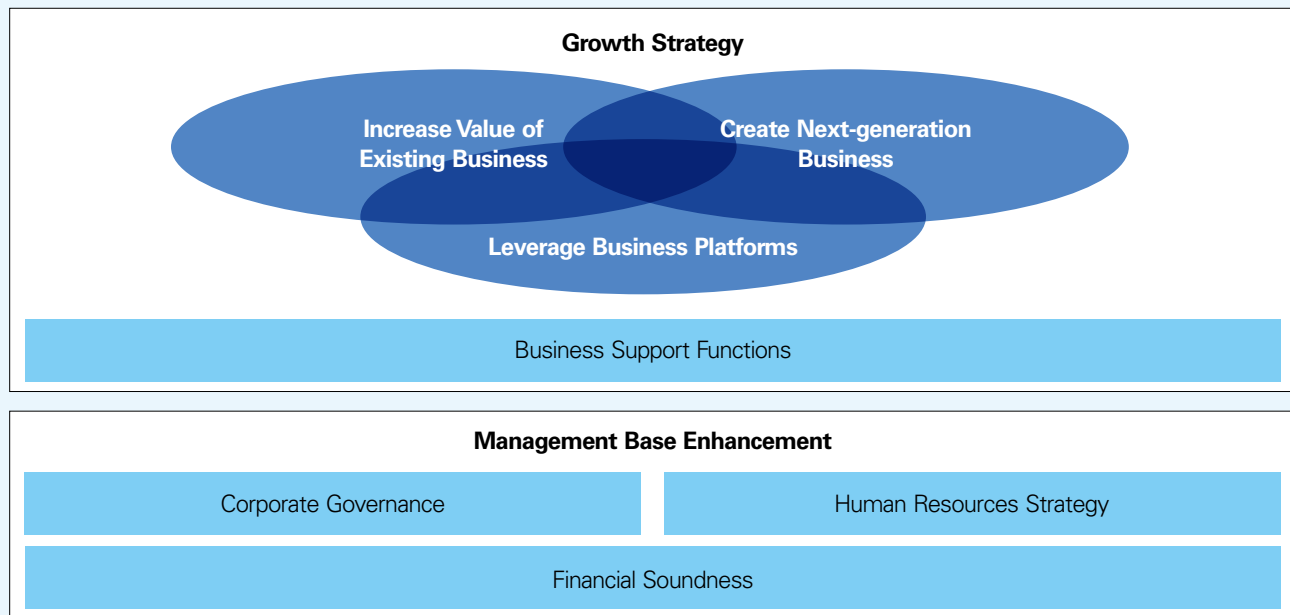 Growth Strategy
Increase Value of
Existing Business
Create Next-generation
Business
Leverage Business Platforms
Business Support Functions
Management Base Enhancement
Corporate Governance
Human Resources Strategy
Financial Soundness